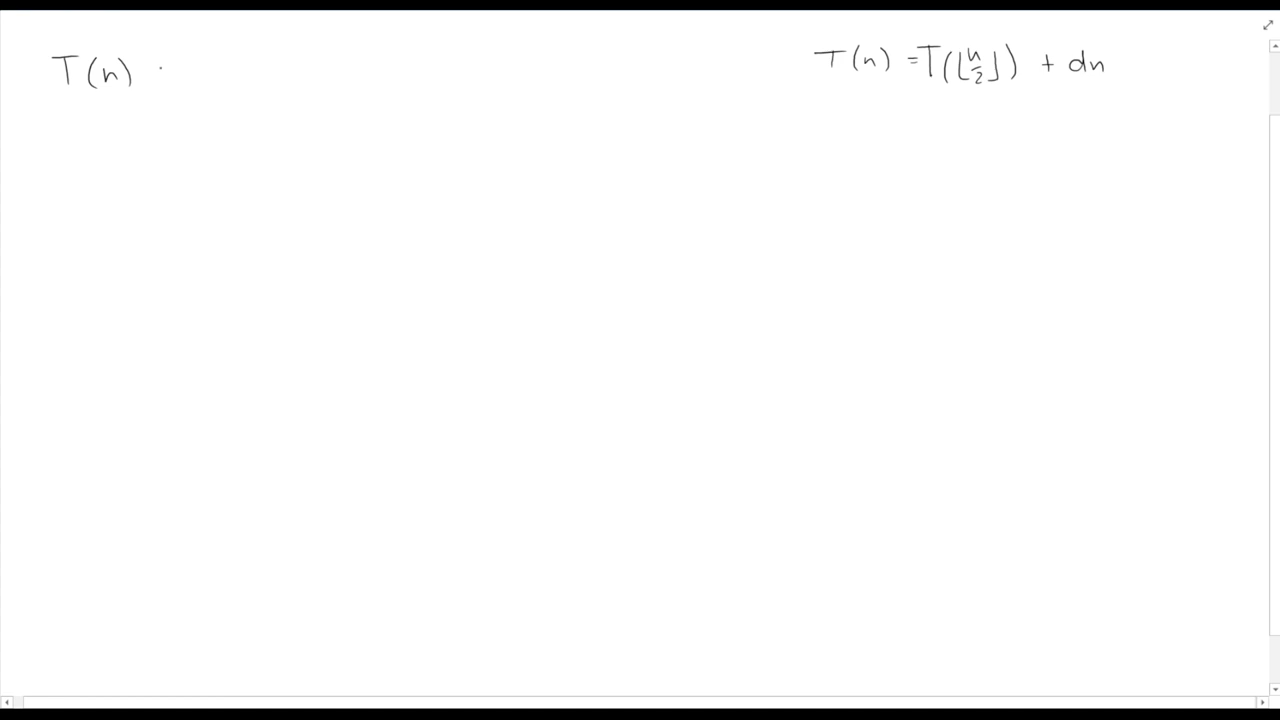 T(n) ·
T(n) = T(⌊n/2⌋) + dn